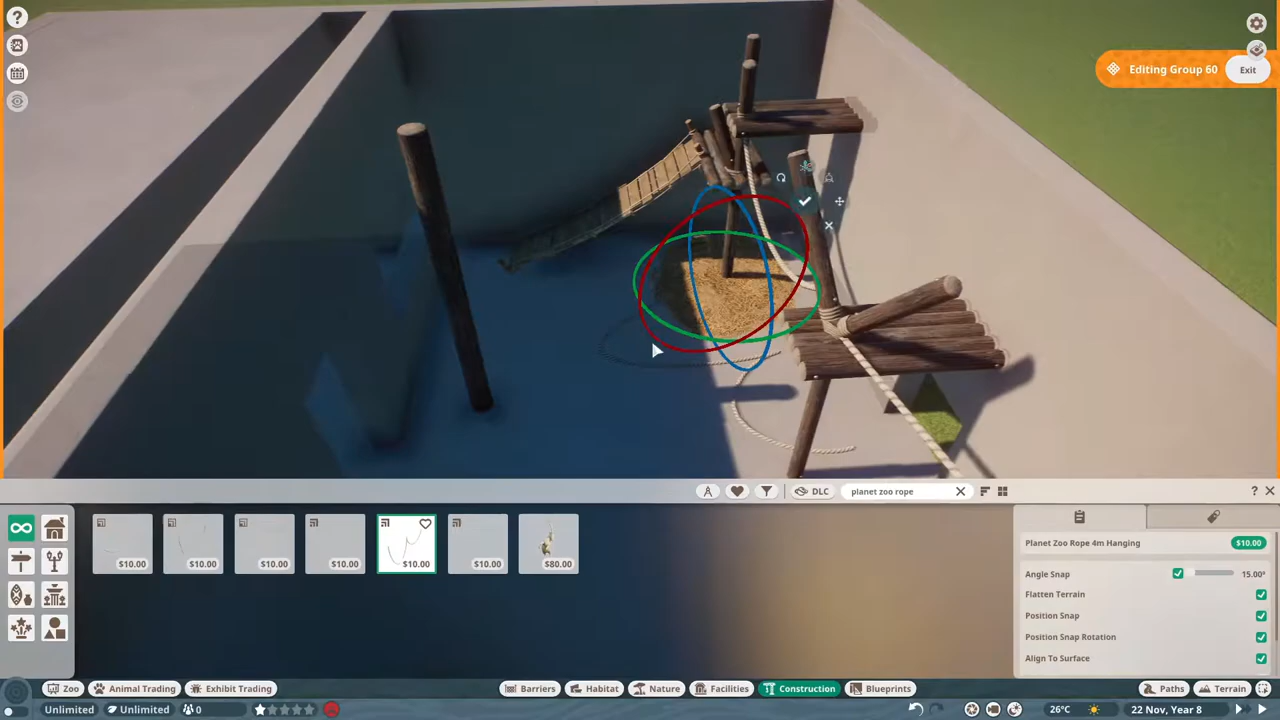 ?
Editing Group 60
Exit
DLC
planet zoo rope
?
$10.00
$10.00
$10.00
$10.00
$10.00
$10.00
$80.00
Planet Zoo Rope 4m Hanging
$10.00
Angle Snap
15.00°
Flatten Terrain
Position Snap
Position Snap Rotation
Align To Surface
Zoo
Animal Trading
Exhibit Trading
Barriers
Habitat
Nature
Facilities
Construction
Blueprints
Paths
Terrain
Unlimited
Unlimited
0
26°C
22 Nov, Year 8